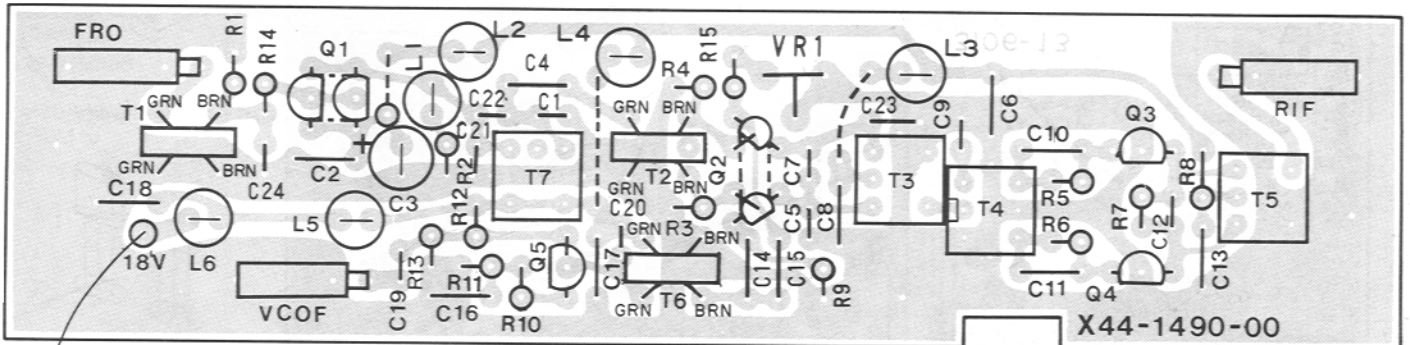 FRO
R1
R14
Q1
L1
L2
L4
R15
VR1
L3
5106-13
RIF
T1
GRN
BRN
GRN
BRN
C4
C22
C1
R4
GRN
BRN
C23
C9
C6
C10
Q3
+
C24
C2
C3
C21
R2
R12
T7
T2
GRN
BRN
Q2
C7
T3
T4
R5
R6
R7
C12
R8
T5
C18
18V
L6
L5
C20
R3
GRN
BRN
C5
C8
VCOF
C19
R13
R11
C16
R10
Q5
C17
T6
GRN
BRN
C14
C15
R9
C11
Q4
C13
X44-1490-00